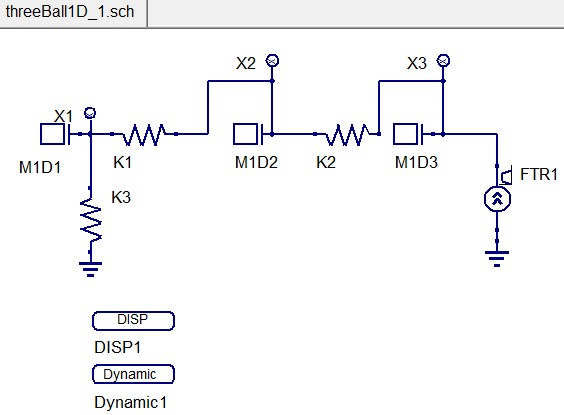 threeBall1D_1.sch
X2
X3
X1
M1D1
K1
M1D2
K2
M1D3
FTR1
K3
DISP
DISP1
Dynamic
Dynamic1